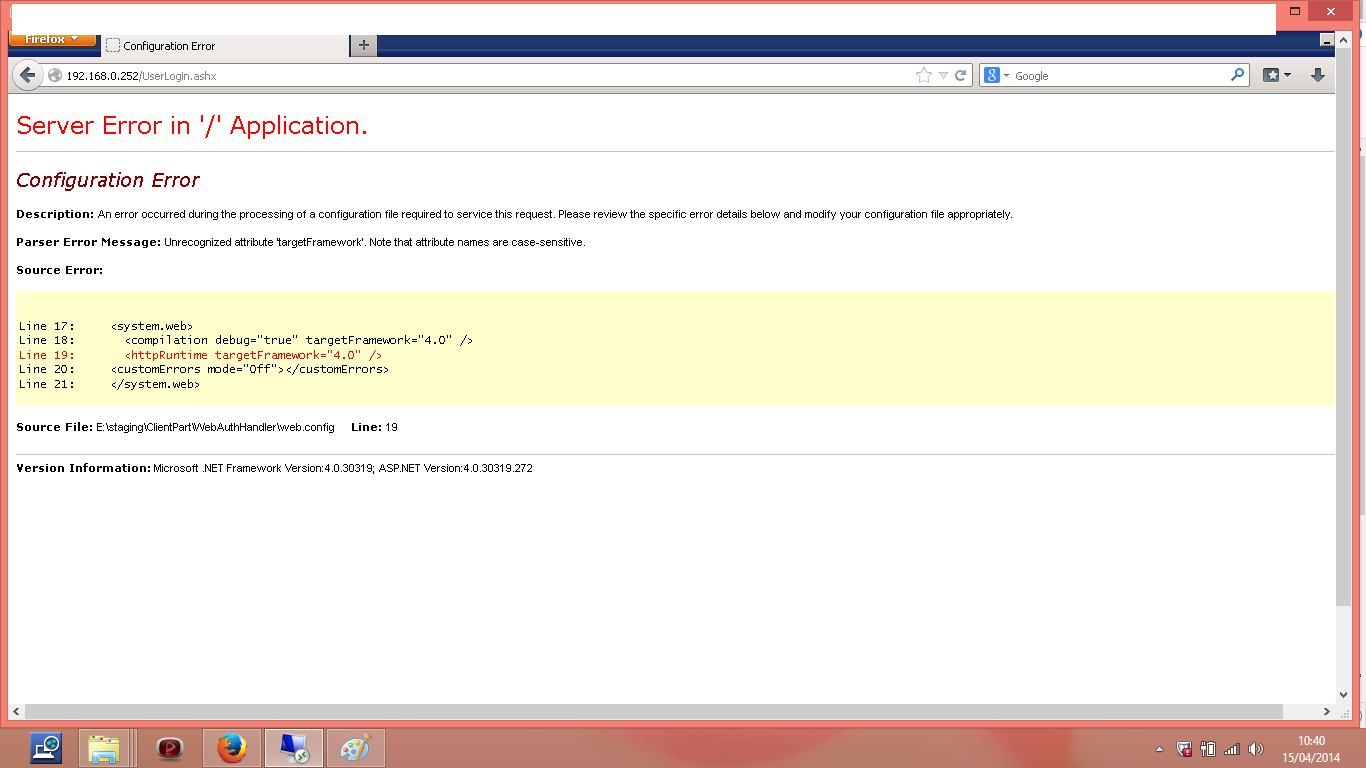 Firefox
Configuration Error
192.168.0.252/UserLogin.ashx
Google
Server Error in '/' Application.
Configuration Error
Description: An error occurred during the processing of a configuration file required to service this request. Please review the specific error details below and modify your configuration file appropriately.
Parser Error Message: Unrecognized attribute 'targetFramework'. Note that attribute names are case-sensitive.
Source Error:
Line 17:     <system.web>
Line 18:       <compilation debug="true" targetFramework="4.0" />
Line 19:       <httpRuntime targetFramework="4.0" />
Line 20:     <customErrors mode="Off"></customErrors>
Line 21:     </system.web>
Source File: E:\staging\ClientPart\WebAuthHandler\web.config    Line: 19
Version Information: Microsoft .NET Framework Version:4.0.30319; ASP.NET Version:4.0.30319.272
10:40
15/04/2014